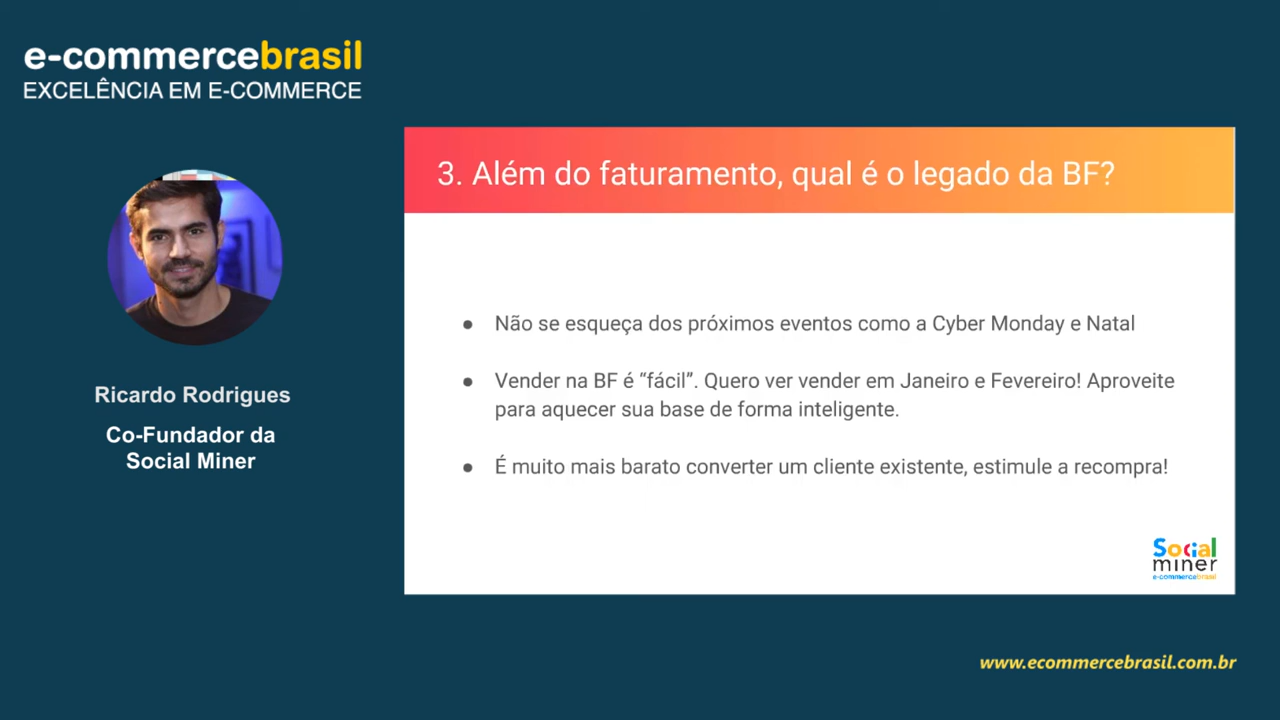 e-commercebrasil
EXCELÊNCIA EM E-COMMERCE
Ricardo Rodrigues
Co-Fundador da
Social Miner
3. Além do faturamento, qual é o legado da BF?
● Não se esqueça dos próximos eventos como a Cyber Monday e Natal
● Vender na BF é “fácil”. Quero ver vender em Janeiro e Fevereiro! Aproveite
para aquecer sua base de forma inteligente.
● É muito mais barato converter um cliente existente, estimule a recompra!
Social
miner
e-commercebrasil
www.ecommercebrasil.com.br